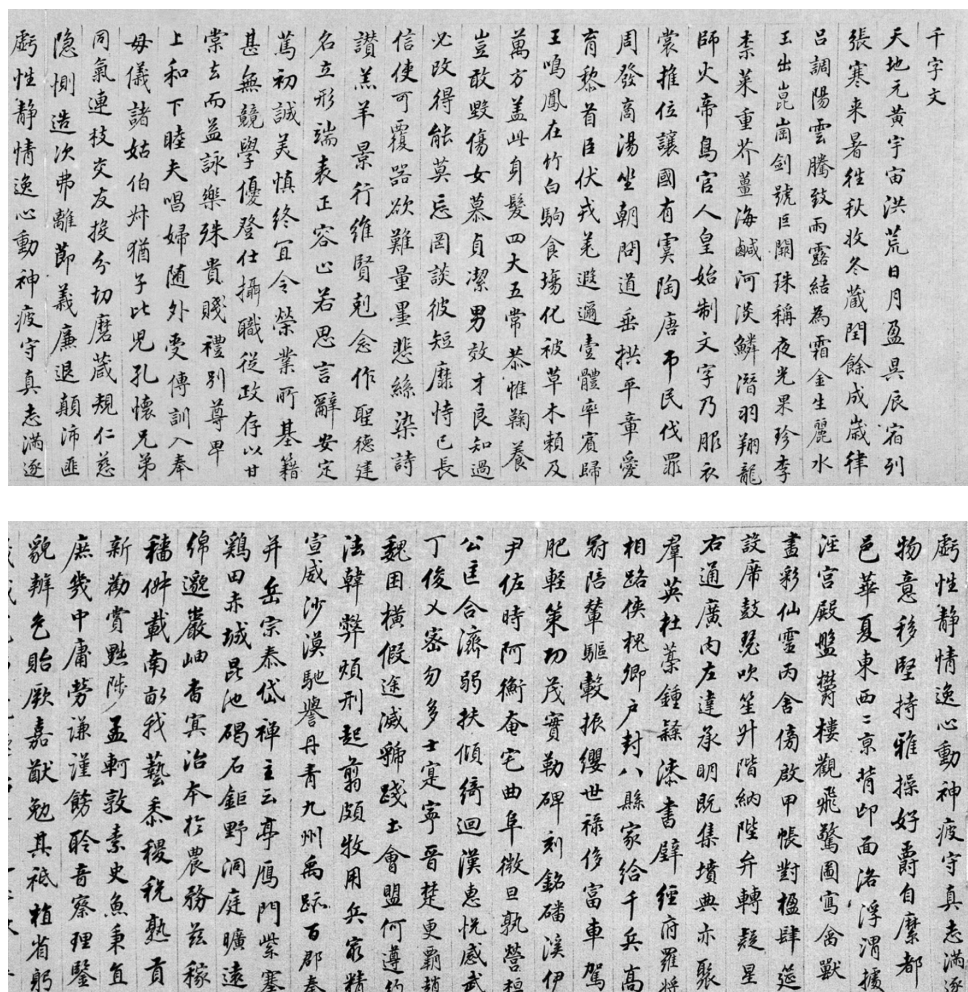 千字文
天地元黃宇宙洪荒日月盈昃辰宿列
張寒来暑往秋收冬蔵閏餘成歲律
呂調陽雲騰致雨露結為霜金生麗水
玉出崑崗劍號巨闕珠稱夜光果珍李
柰菜重芥薑海鹹河淡鱗潛羽翔龍
師火帝鳥官人皇始制文字乃服衣
裳推位讓國有虞陶唐弔民伐罪
周發商湯坐朝問道垂拱平章愛
育黎首臣伏戎羌遐邇壹體率賓歸
王鳴鳳在竹白駒食場化被草木賴及
萬方盖此身髮四大五常恭惟鞠養
豈敢毀傷女慕貞潔男效才良知過
必改得能莫忘罔談彼短靡恃己長
信使可覆器欲難量墨悲絲染詩
讃羔羊景行維賢剋念作聖德建
名立形端表正容止若思言辭安定
篤初誠美慎終宜令榮業所基籍
甚無競學優登仕攝職從政存以甘
棠去而益詠樂殊貴賤禮別尊卑
上和下睦夫唱婦随外受傅訓入奉
母儀諸姑伯叔猶子比兒孔懷兄弟
同氣連枝交友投分切磨箴規仁慈
隐惻造次弗離節義廉退顛沛匪
虧性靜情逸心動神疲守真志滿逐
虧性靜情逸心動神疲守真志滿逐
物意移堅持雅操好爵自縻都
邑華夏東西二京背邙面洛浮渭據
涇宮殿盤欝樓觀飛驚圖寫禽獸
畫彩仙靈丙舍傍啟甲帳對楹肆筵
設席鼓瑟吹笙升階納陛弁轉疑星
右通廣内左達承明既集墳典亦聚
羣英杜藁鍾隸漆書壁經府羅將
相路俠槐卿户封八縣家給千兵高
冠陪輦驅轂振纓世禄侈富車駕
肥輕策功茂實勒碑刻銘磻溪伊
尹佐時阿衡奄宅曲阜微旦孰營桓
公匡合濟弱扶傾綺迴漢惠悅感武
丁俊乂密勿多士寔寧晉楚更霸趙
魏困橫假途滅虢踐土會盟何遵約
法韓弊煩刑起翦頗牧用兵冣精
宣威沙漠馳譽丹青九州禹跡百郡秦
并岳宗泰岱禅主云亭雁門紫塞
鷄田赤城昆池碣石鉅野洞庭曠遠
綿邈巖岫杳冥治本於農務兹稼
穡俶載南畝我藝黍稷稅熟貢
新勸賞黜陟孟軻敦素史魚秉直
庶幾中庸勞謙謹勑聆音察理鑒
貌辨色貽厥嘉猷勉其祗植省躬